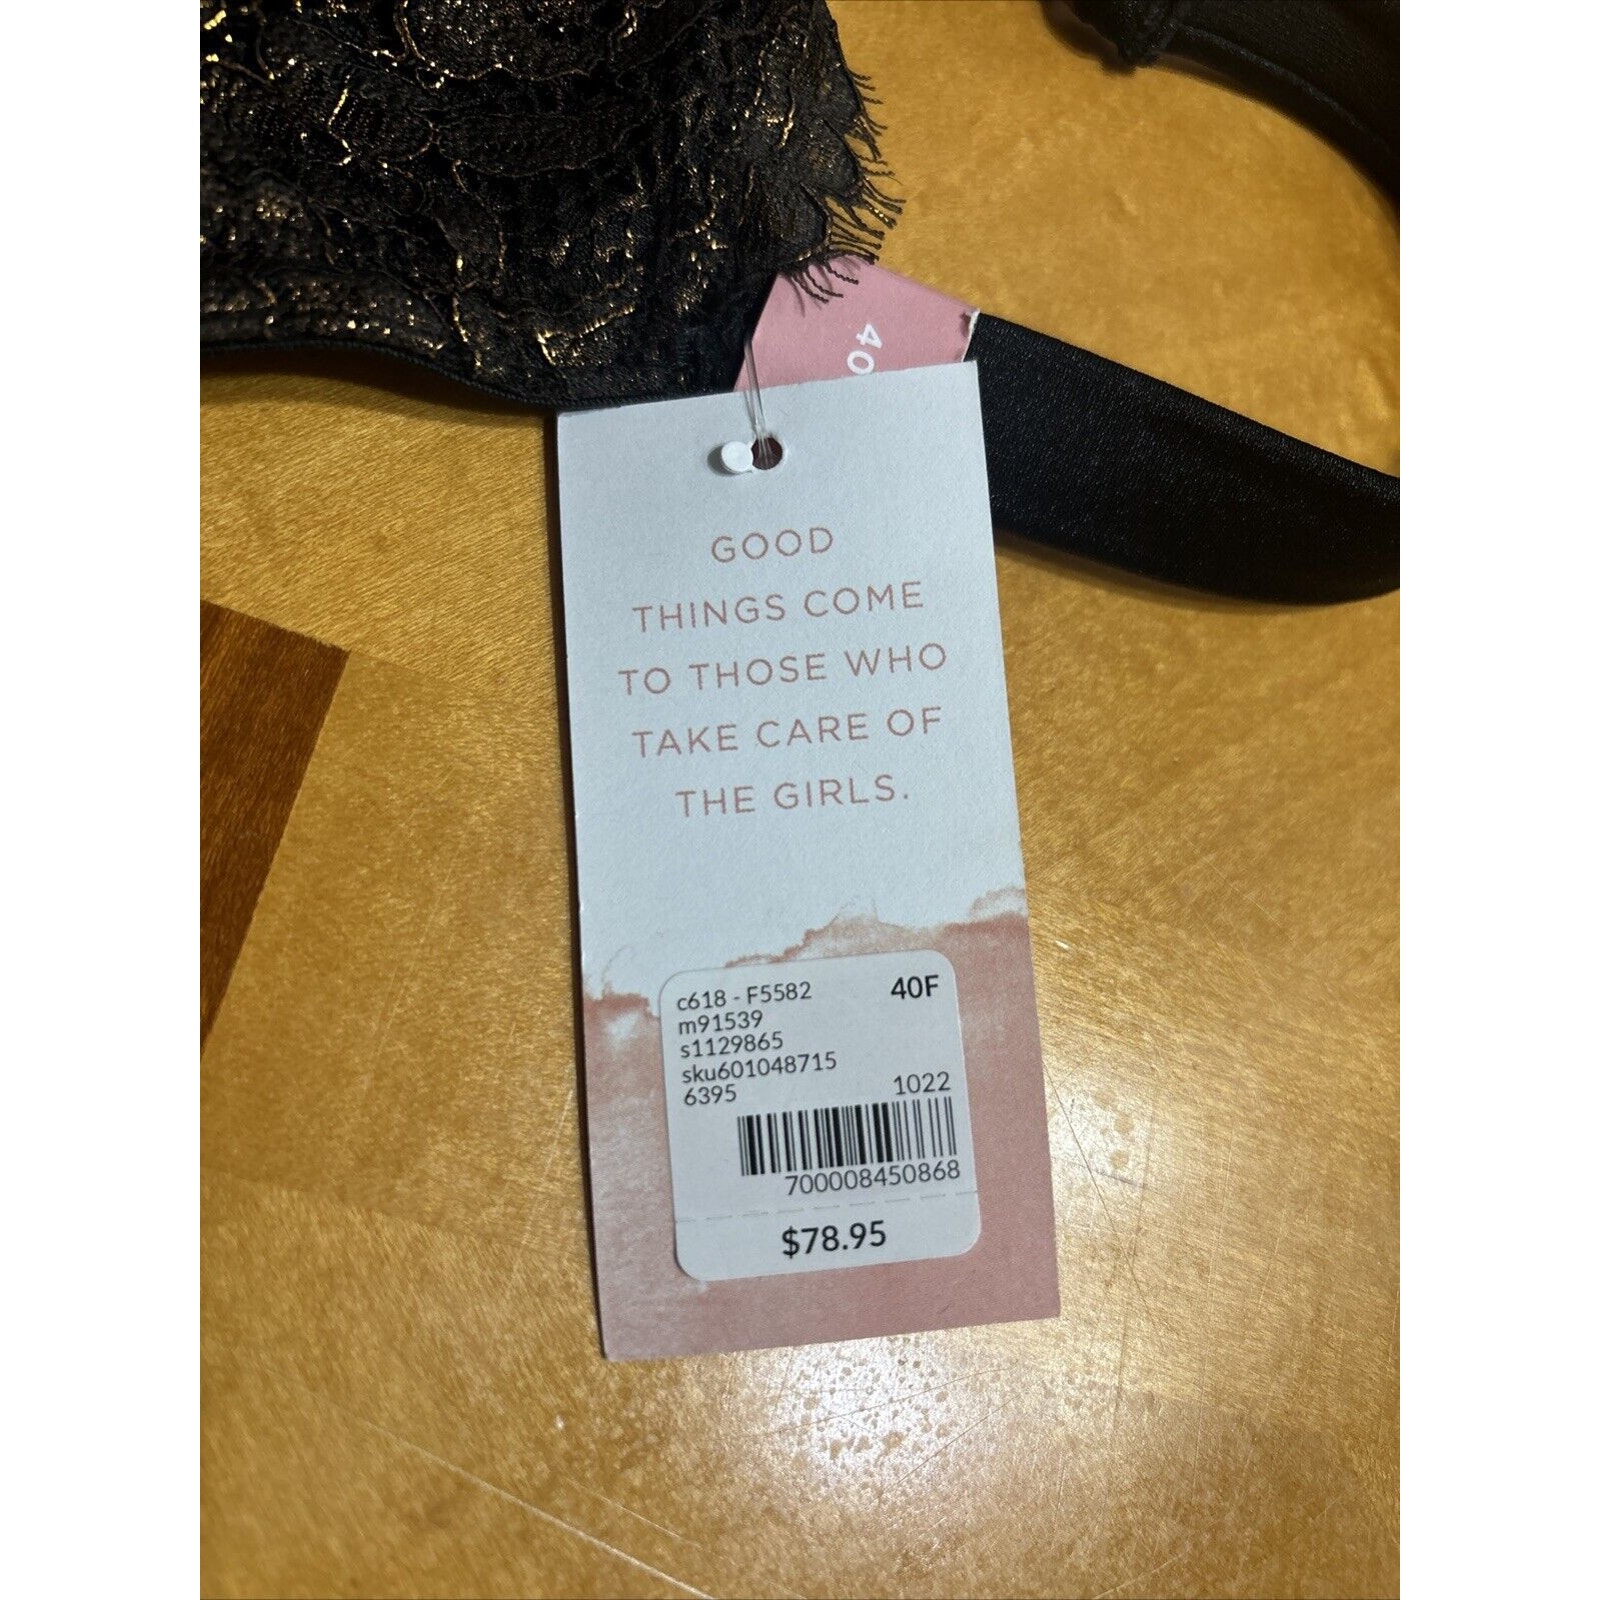 40
GOOD
THINGS COME
TO THOSE WHO
TAKE CARE OF
THE GIRLS.
c618 - F5582 40F
m91539
s1129865
sku601048715
6395 1022
700008450868
$78.95